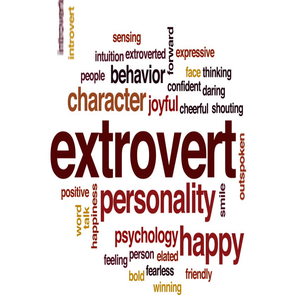 introvert
introvert
sensing
intuition extroverted
forward
expressive
people
behavior
face thinking
confident daring
character
joyful
cheerful shouting
extrovert
outspoken
positive
happiness
personality
smile
word
talk
psychology
happy
feeling
person elated
bold
fearless
friendly
winning